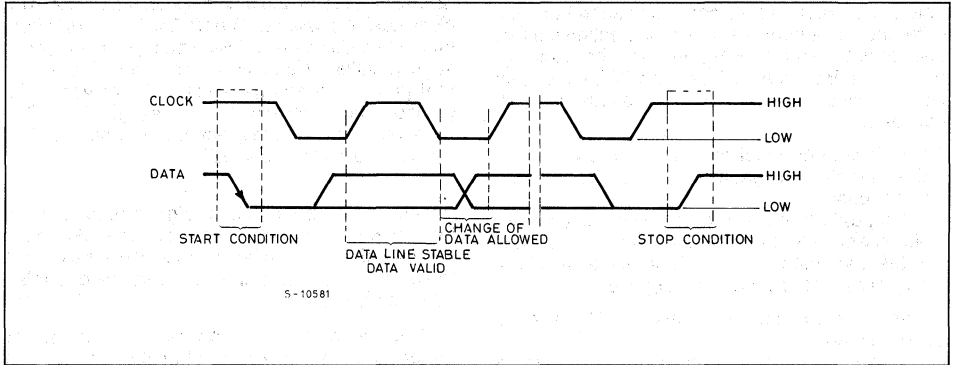 CLOCK
HIGH
LOW
DATA
HIGH
LOW
START CONDITION
CHANGE OF
DATA ALLOWED
STOP CONDITION
DATA LINE STABLE
DATA VALID
S-10581